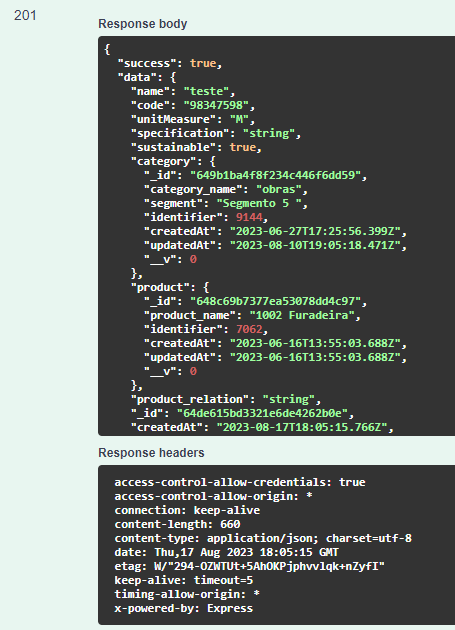 201
Response body
{
"success": true,
"data": {
"name": "teste",
"code": "98347598",
"unitMeasure": "M",
"specification": "string",
"sustainable": true,
"category": {
"_id": "649b1ba4f8f234c446f6dd59",
"category_name": "obras",
"segment": "Segmento 5 ",
"identifier": 9144,
"createdAt": "2023-06-27T17:25:56.399Z",
"updatedAt": "2023-08-10T19:05:18.471Z",
"__v": 0
},
"product": {
"_id": "648c69b7377ea53078dd4c97",
"product_name": "1002 Furadeira",
"identifier": 7062,
"createdAt": "2023-06-16T13:55:03.688Z",
"updatedAt": "2023-06-16T13:55:03.688Z",
"__v": 0
},
"product_relation": "string",
"_id": "64de615bd3321e6de4262b0e",
"createdAt": "2023-08-17T18:05:15.766Z",
Response headers
access-control-allow-credentials: true
access-control-allow-origin: *
connection: keep-alive
content-length: 660
content-type: application/json; charset=utf-8
date: Thu,17 Aug 2023 18:05:15 GMT
etag: W/"294-OZWTUt+5AhOKPjphvvlqk+nZyfI"
keep-alive: timeout=5
timing-allow-origin: *
x-powered-by: Express